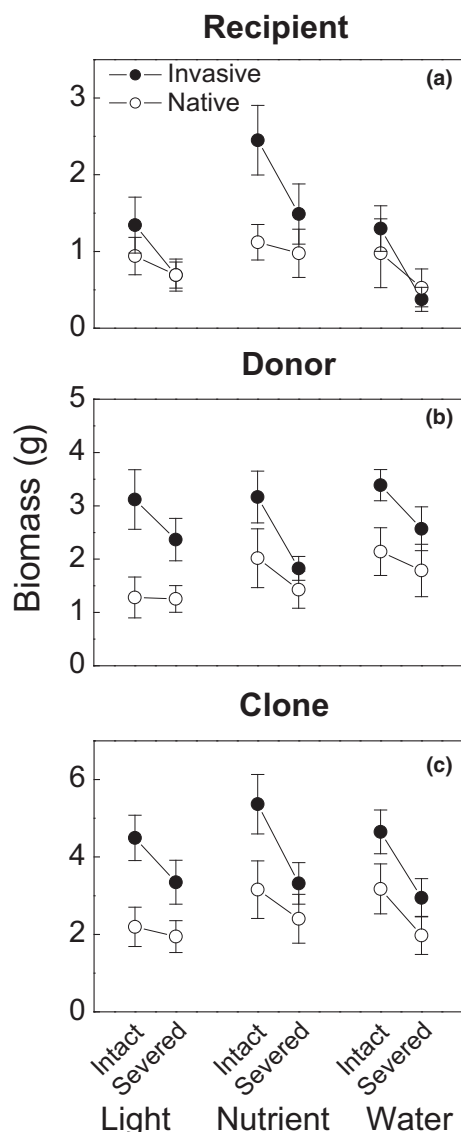 Recipient
(a)
Invasive
Native
3
2
1
0
Donor
(b)
5
4
3
2
1
0
Biomass (g)
Clone
(c)
6
4
2
0
Intact Severed Intact Severed Intact Severed
Light Nutrient Water